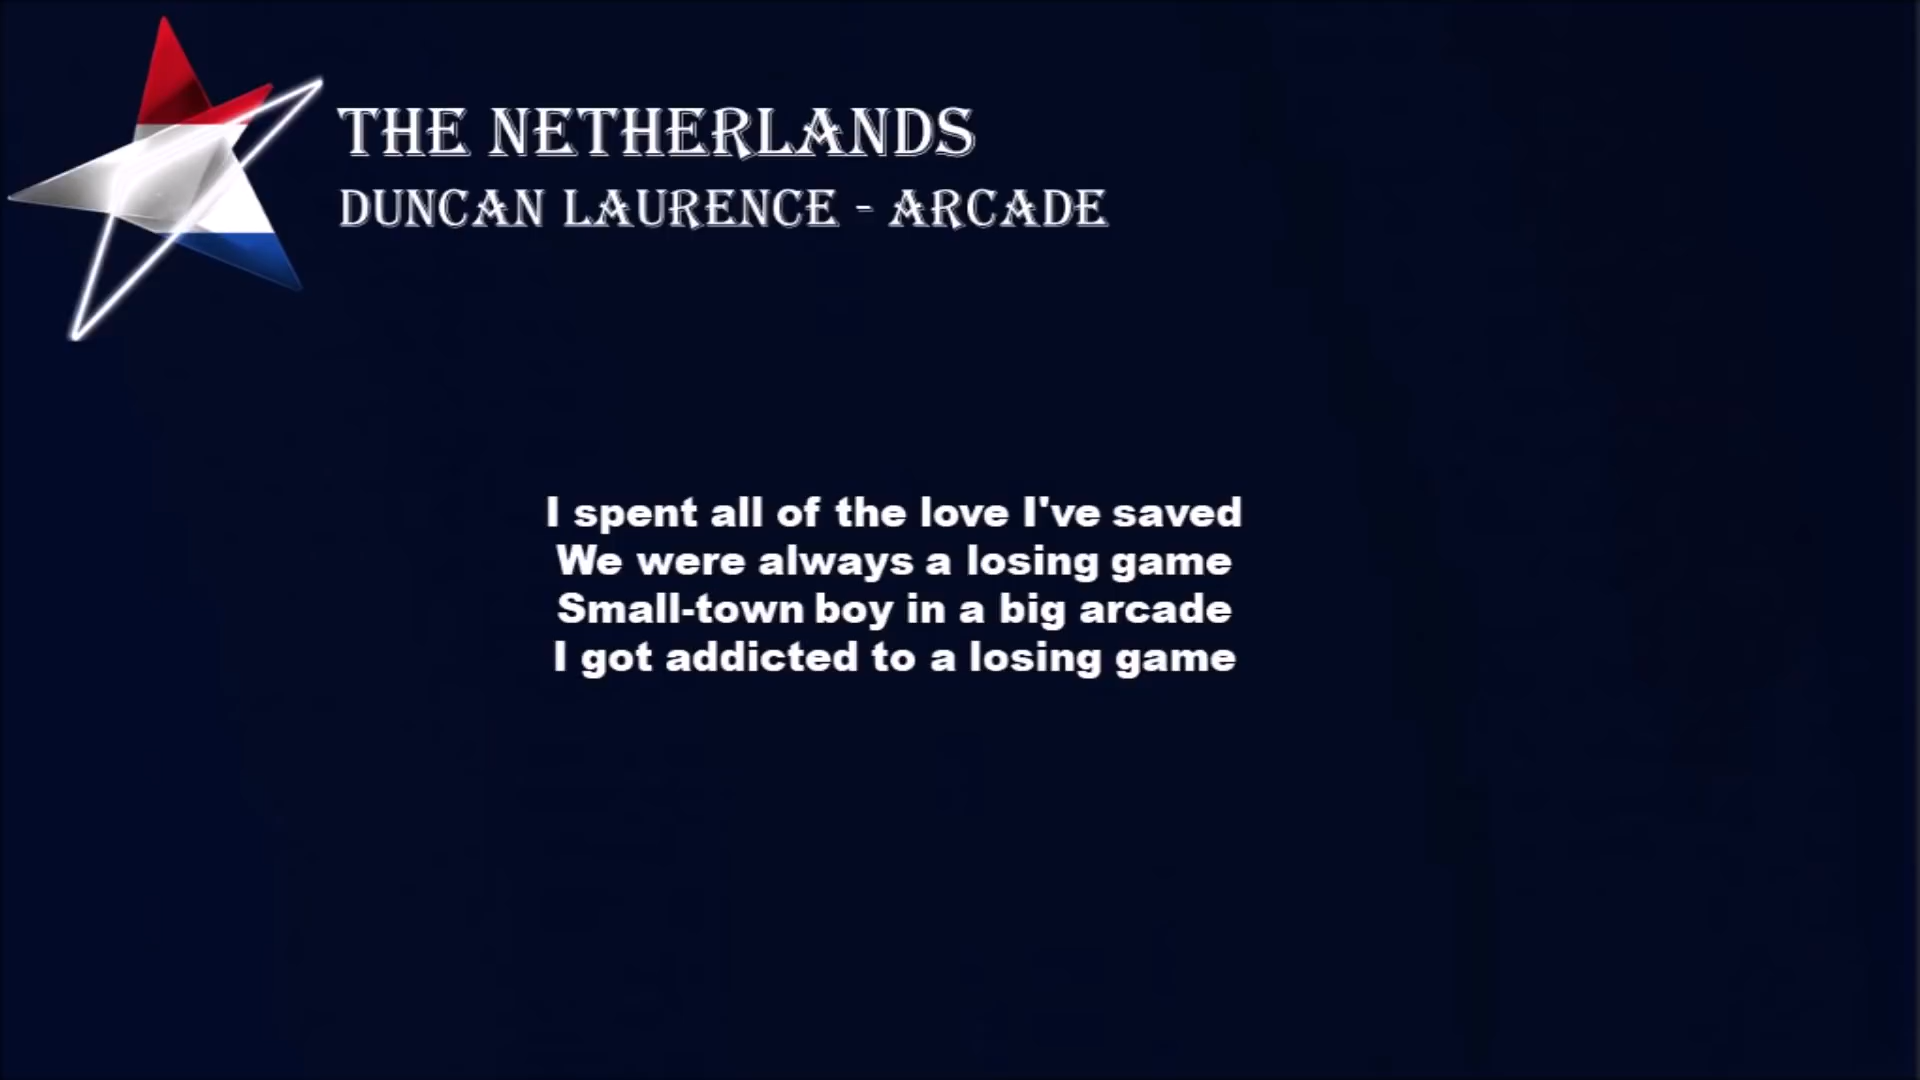 THE NETHERLANDS
DUNCAN LAURENCE - ARCADE
I spent all of the love I've saved
We were always a losing game
Small-town boy in a big arcade
I got addicted to a losing game